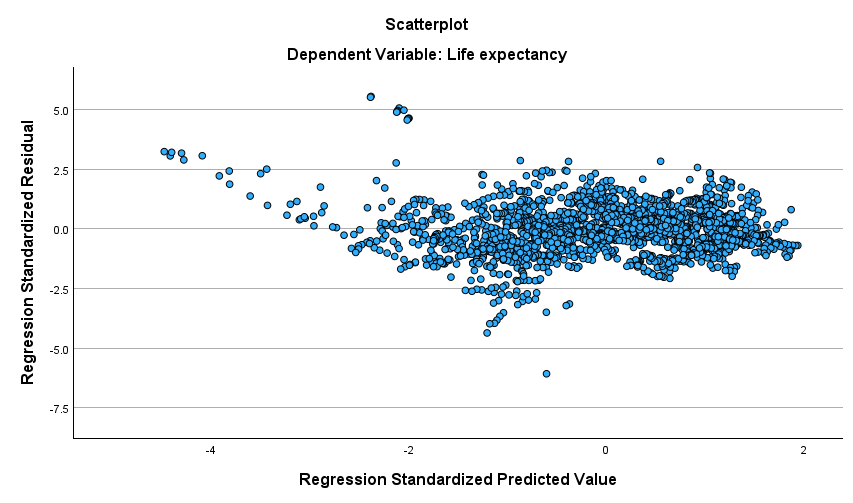 Scatterplot
Dependent Variable: Life expectancy
Regression Standardized Residual
5.0
2.5
0.0
-2.5
-5.0
-7.5
-4
-2
0
2
Regression Standardized Predicted Value